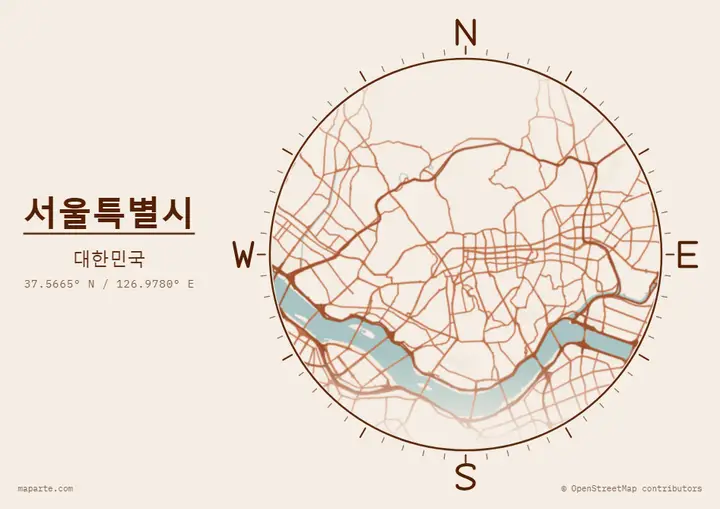 N
서울특별시
대한민국
37.5665° N / 126.9780° E
W
E
S
maparte.com
© OpenStreetMap contributors